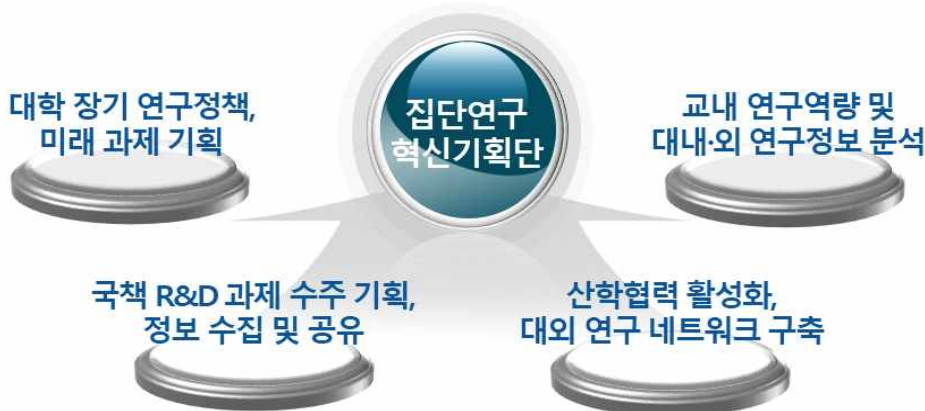 집단연구
혁신기획단
대학 장기 연구정책,
미래 과제 기획
교내 연구역량 및
대내·외 연구정보 분석
국책 R&D 과제 수주 기획,
정보 수집 및 공유
산학협력 활성화,
대외 연구 네트워크 구축